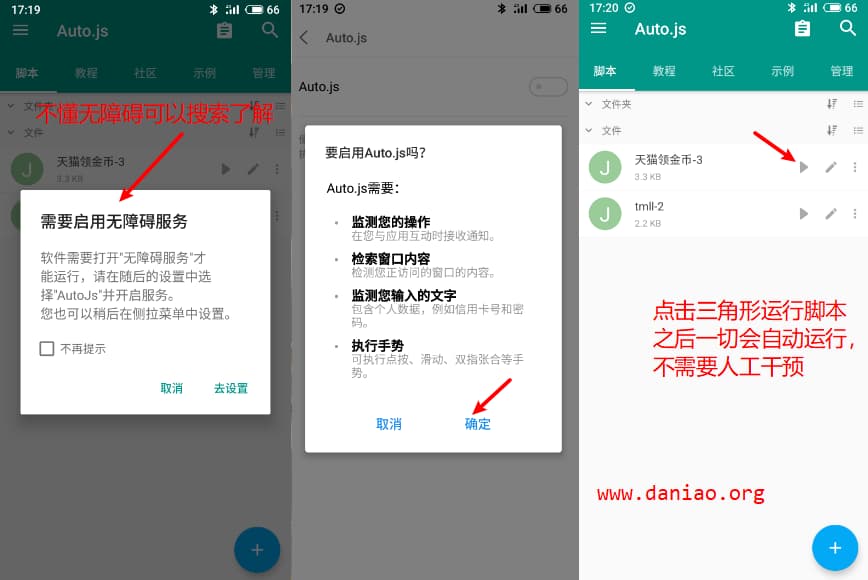 17:19
66
Auto.js
脚本
教程
社区
示例
管理
文件夹
不懂无障碍可以搜索了解
文件
天猫领金币-3
3.3 KB
J
需要启用无障碍服务
软件需要打开"无障碍服务"才
能运行，请在随后的设置中选
择"AutoJs"并开启服务。
您也可以稍后在侧拉菜单中设置。
不再提示
取消
去设置
17:19
66
Auto.js
Auto.js
要启用Auto.js吗？
Auto.js需要：
监测您的操作
在您与应用互动时接收通知。
检索窗口内容
检测您正访问的窗口的内容。
监测您输入的文字
包含个人数据，例如信用卡号和密
码。
执行手势
可执行点按、滑动、双指张合等手
势。
取消
确定
17:20
66
Auto.js
脚本
教程
社区
示例
管理
文件夹
文件
J
天猫领金币-3
3.3 KB
J
tmll-2
2.2 KB
点击三角形运行脚本
之后一切会自动运行，
不需要人工干预
www.daniao.org